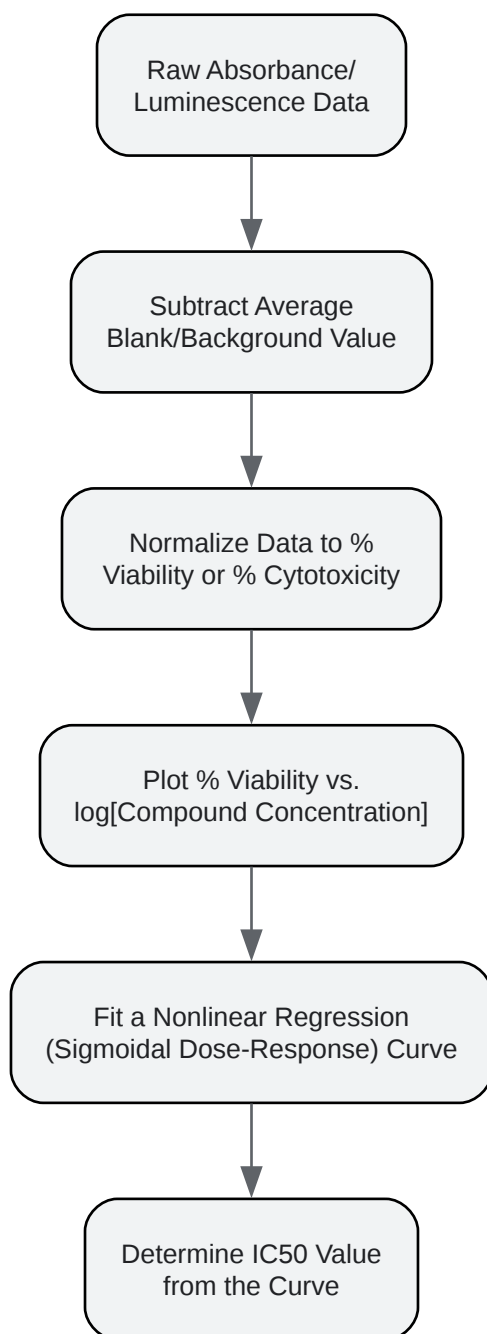 Raw Absorbance/
Luminescence Data
Subtract Average
Blank/Background Value
Normalize Data to %
Viability or % Cytotoxicity
Plot % Viability vs.
log[Compound Concentration]
Fit a Nonlinear Regression
(Sigmoidal Dose-Response) Curve
Determine IC50 Value
from the Curve